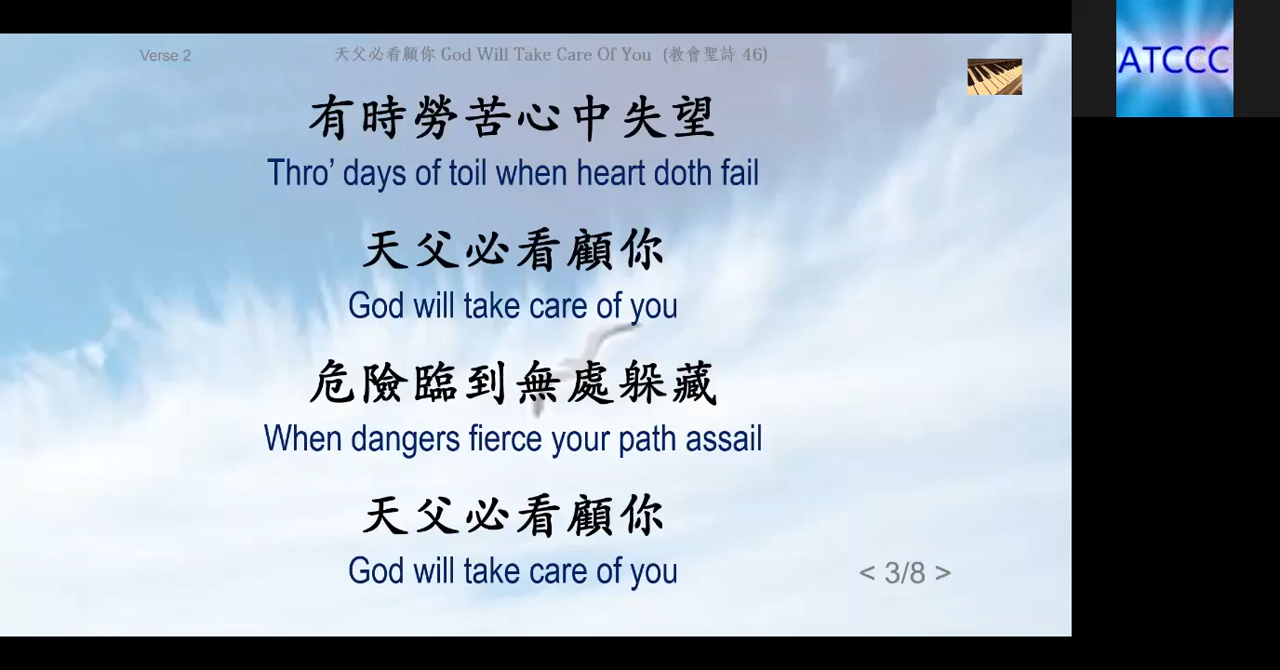 Verse 2
天父必看顧你 God Will Take Care Of You (教會聖詩 46)
ATCCC
有時勞苦心中失望
Thro’ days of toil when heart doth fail
天父必看顧你
God will take care of you
危險臨到無處躲藏
When dangers fierce your path assail
天父必看顧你
God will take care of you
< 3/8 >